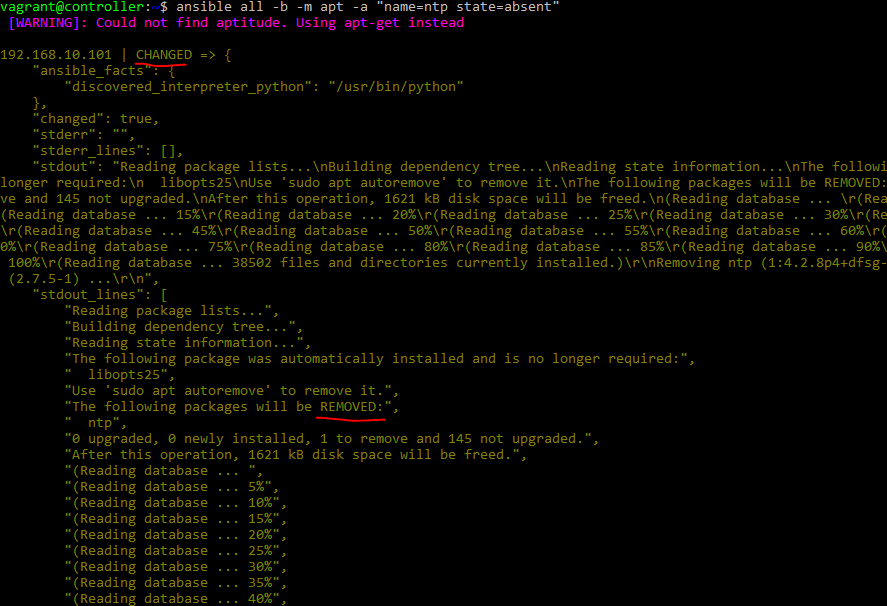 vagrant@controller:~$ ansible all -b -m apt -a "name=ntp state=absent"
 [WARNING]: Could not find aptitude. Using apt-get instead
192.168.10.101 | CHANGED => {
    "ansible_facts": {
        "discovered_interpreter_python": "/usr/bin/python"
    },
    "changed": true,
    "stderr": "",
    "stderr_lines": [],
    "stdout": "Reading package lists...\nBuilding dependency tree...\nReading state information...\nThe followi
longer required:\n  libopts25\nUse 'sudo apt autoremove' to remove it.\nThe following packages will be REMOVED:
ve and 145 not upgraded.\nAfter this operation, 1621 kB disk space will be freed.\n(Reading database ... \r(Rea
(Reading database ... 15%\r(Reading database ... 20%\r(Reading database ... 25%\r(Reading database ... 30%\r(Re
\r(Reading database ... 45%\r(Reading database ... 50%\r(Reading database ... 55%\r(Reading database ... 60%\r(
0%\r(Reading database ... 75%\r(Reading database ... 80%\r(Reading database ... 85%\r(Reading database ... 90%\
 100%\r(Reading database ... 38502 files and directories currently installed.)\r\nRemoving ntp (1:4.2.8p4+dfsg-
 (2.7.5-1) ...\r\n",
    "stdout_lines": [
        "Reading package lists...",
        "Building dependency tree...",
        "Reading state information...",
        "The following package was automatically installed and is no longer required:",
        "  libopts25",
        "Use 'sudo apt autoremove' to remove it.",
        "The following packages will be REMOVED:",
        "  ntp",
        "0 upgraded, 0 newly installed, 1 to remove and 145 not upgraded.",
        "After this operation, 1621 kB disk space will be freed.",
        "(Reading database ... ",
        "(Reading database ... 5%",
        "(Reading database ... 10%",
        "(Reading database ... 15%",
        "(Reading database ... 20%",
        "(Reading database ... 25%",
        "(Reading database ... 30%",
        "(Reading database ... 35%",
        "(Reading database ... 40%",